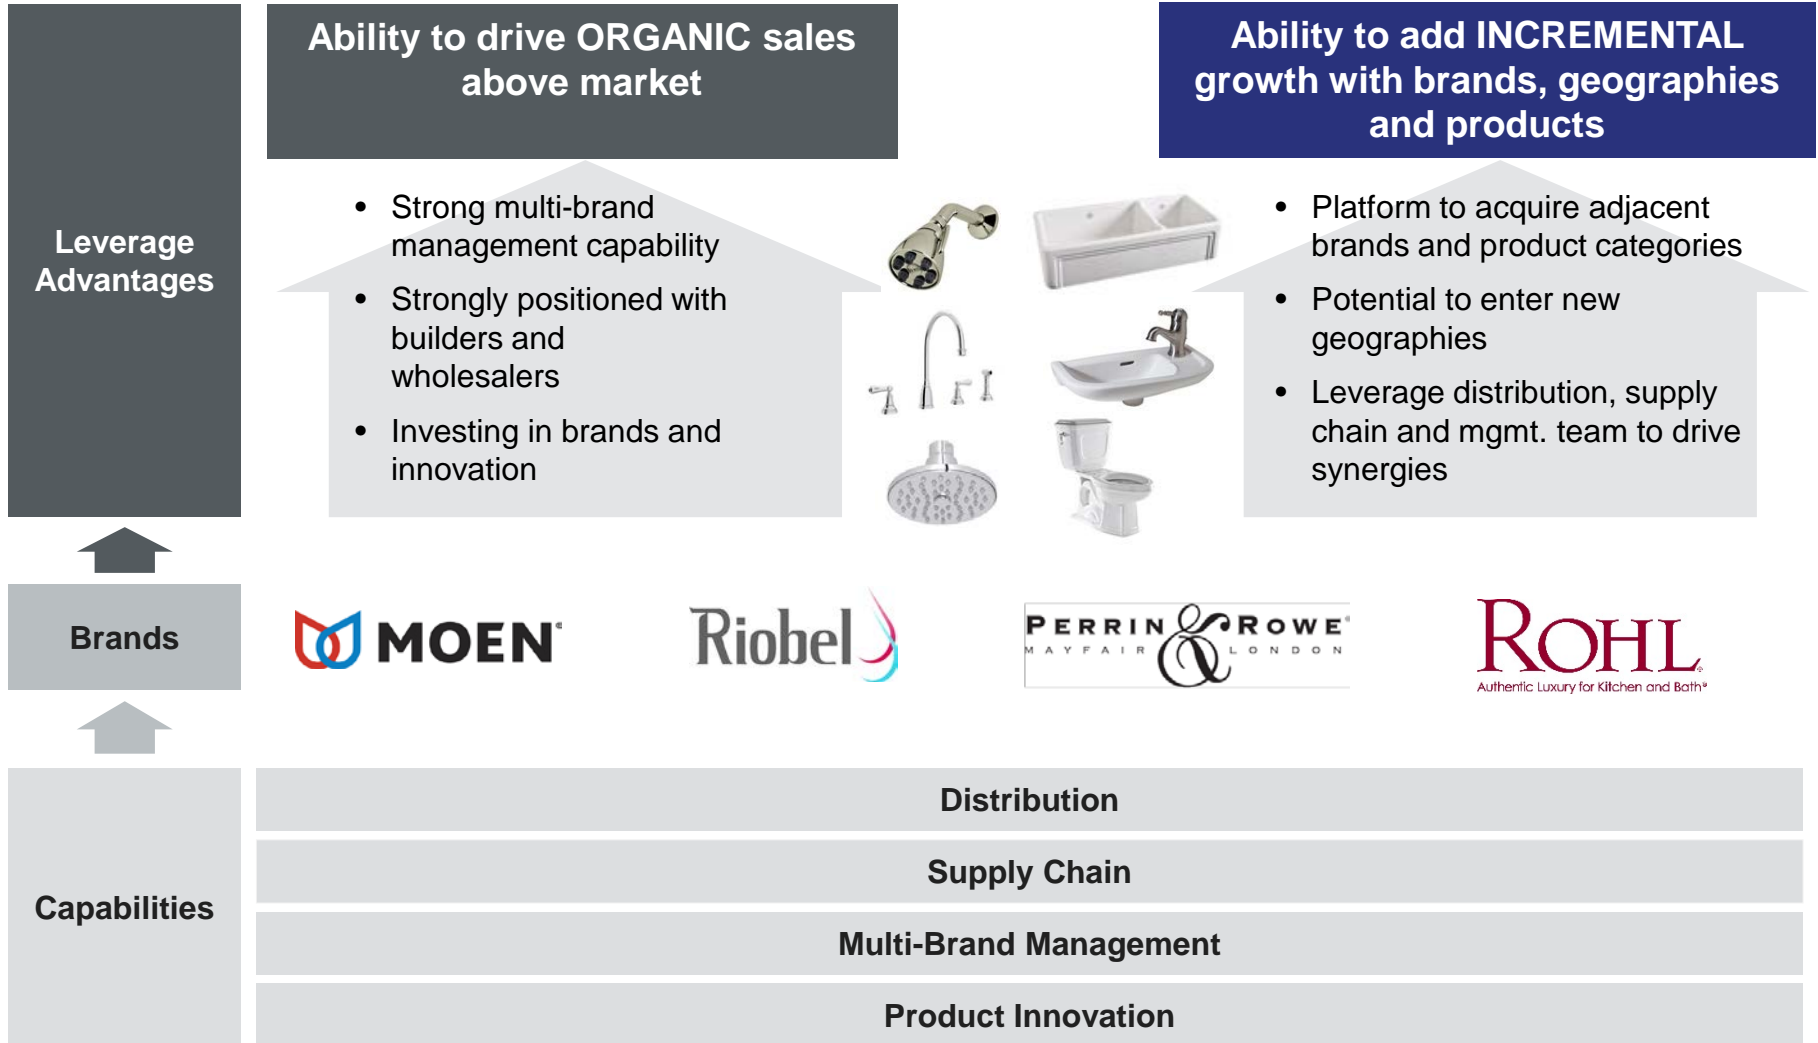 Ability to drive ORGANIC sales
above market
Ability to add INCREMENTAL
growth with brands, geographies
and products
Leverage
Advantages
• Strong multi-brand
management capability
• Strongly positioned with
builders and
wholesalers
• Investing in brands and
innovation
• Platform to acquire adjacent
brands and product categories
• Potential to enter new
geographies
• Leverage distribution, supply
chain and mgmt. team to drive
synergies
Brands
MOEN®
Riobel
PERRIN & ROWE®
MAYFAIR LONDON
ROHL®
Authentic Luxury for Kitchen and Bath®
Capabilities
Distribution
Supply Chain
Multi-Brand Management
Product Innovation